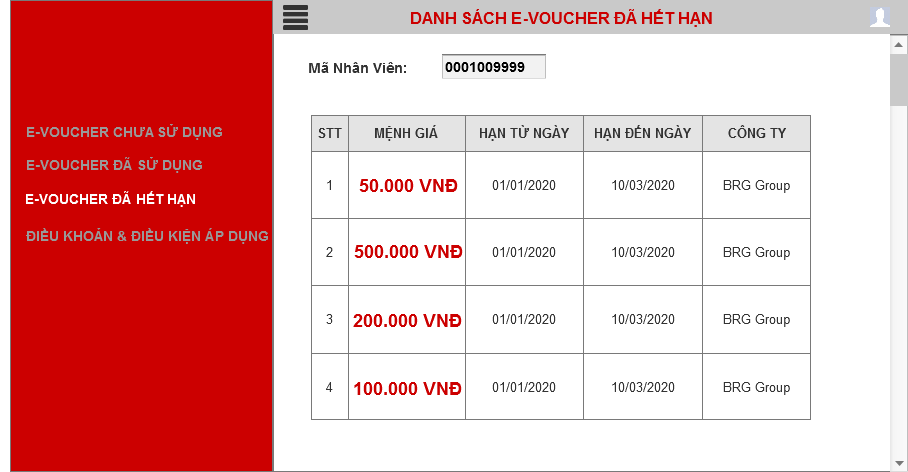 DANH SÁCH E-VOUCHER ĐÃ HẾT HẠN
E-VOUCHER CHƯA SỬ DỤNG
E-VOUCHER ĐÃ SỬ DỤNG
E-VOUCHER ĐÃ HẾT HẠN
ĐIỀU KHOẢN & ĐIỀU KIỆN ÁP DỤNG
Mã Nhân Viên: 0001009999
STT MỆNH GIÁ HẠN TỪ NGÀY HẠN ĐẾN NGÀY CÔNG TY
1 50.000 VNĐ 01/01/2020 10/03/2020 BRG Group
2 500.000 VNĐ 01/01/2020 10/03/2020 BRG Group
3 200.000 VNĐ 01/01/2020 10/03/2020 BRG Group
4 100.000 VNĐ 01/01/2020 10/03/2020 BRG Group